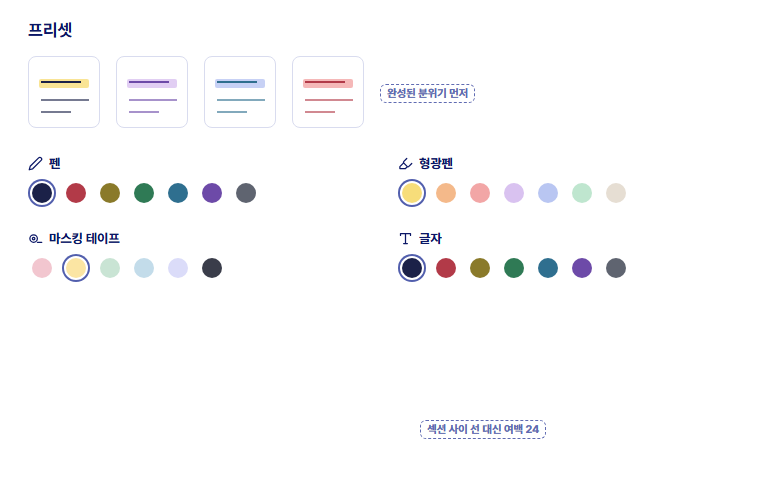 프리셋
완성된 분위기 먼저
펜
형광펜
마스킹 테이프
글자
섹션 사이 선 대신 여백 24